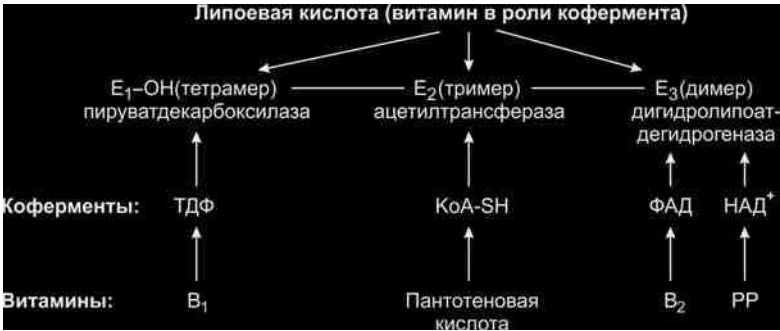 Липоевая кислота (витамин в роли кофермента)
E₁–OH(тетрамер) E₂(тример) E₃(димер)
пируватдекарбоксилаза ацетилтрансфераза дигидролипоат-
дегидрогеназа
Коферменты: ТДФ KoA-SH ФАД НАД⁺
Витамины: B₁ Пантотеновая B₂ PP
кислота